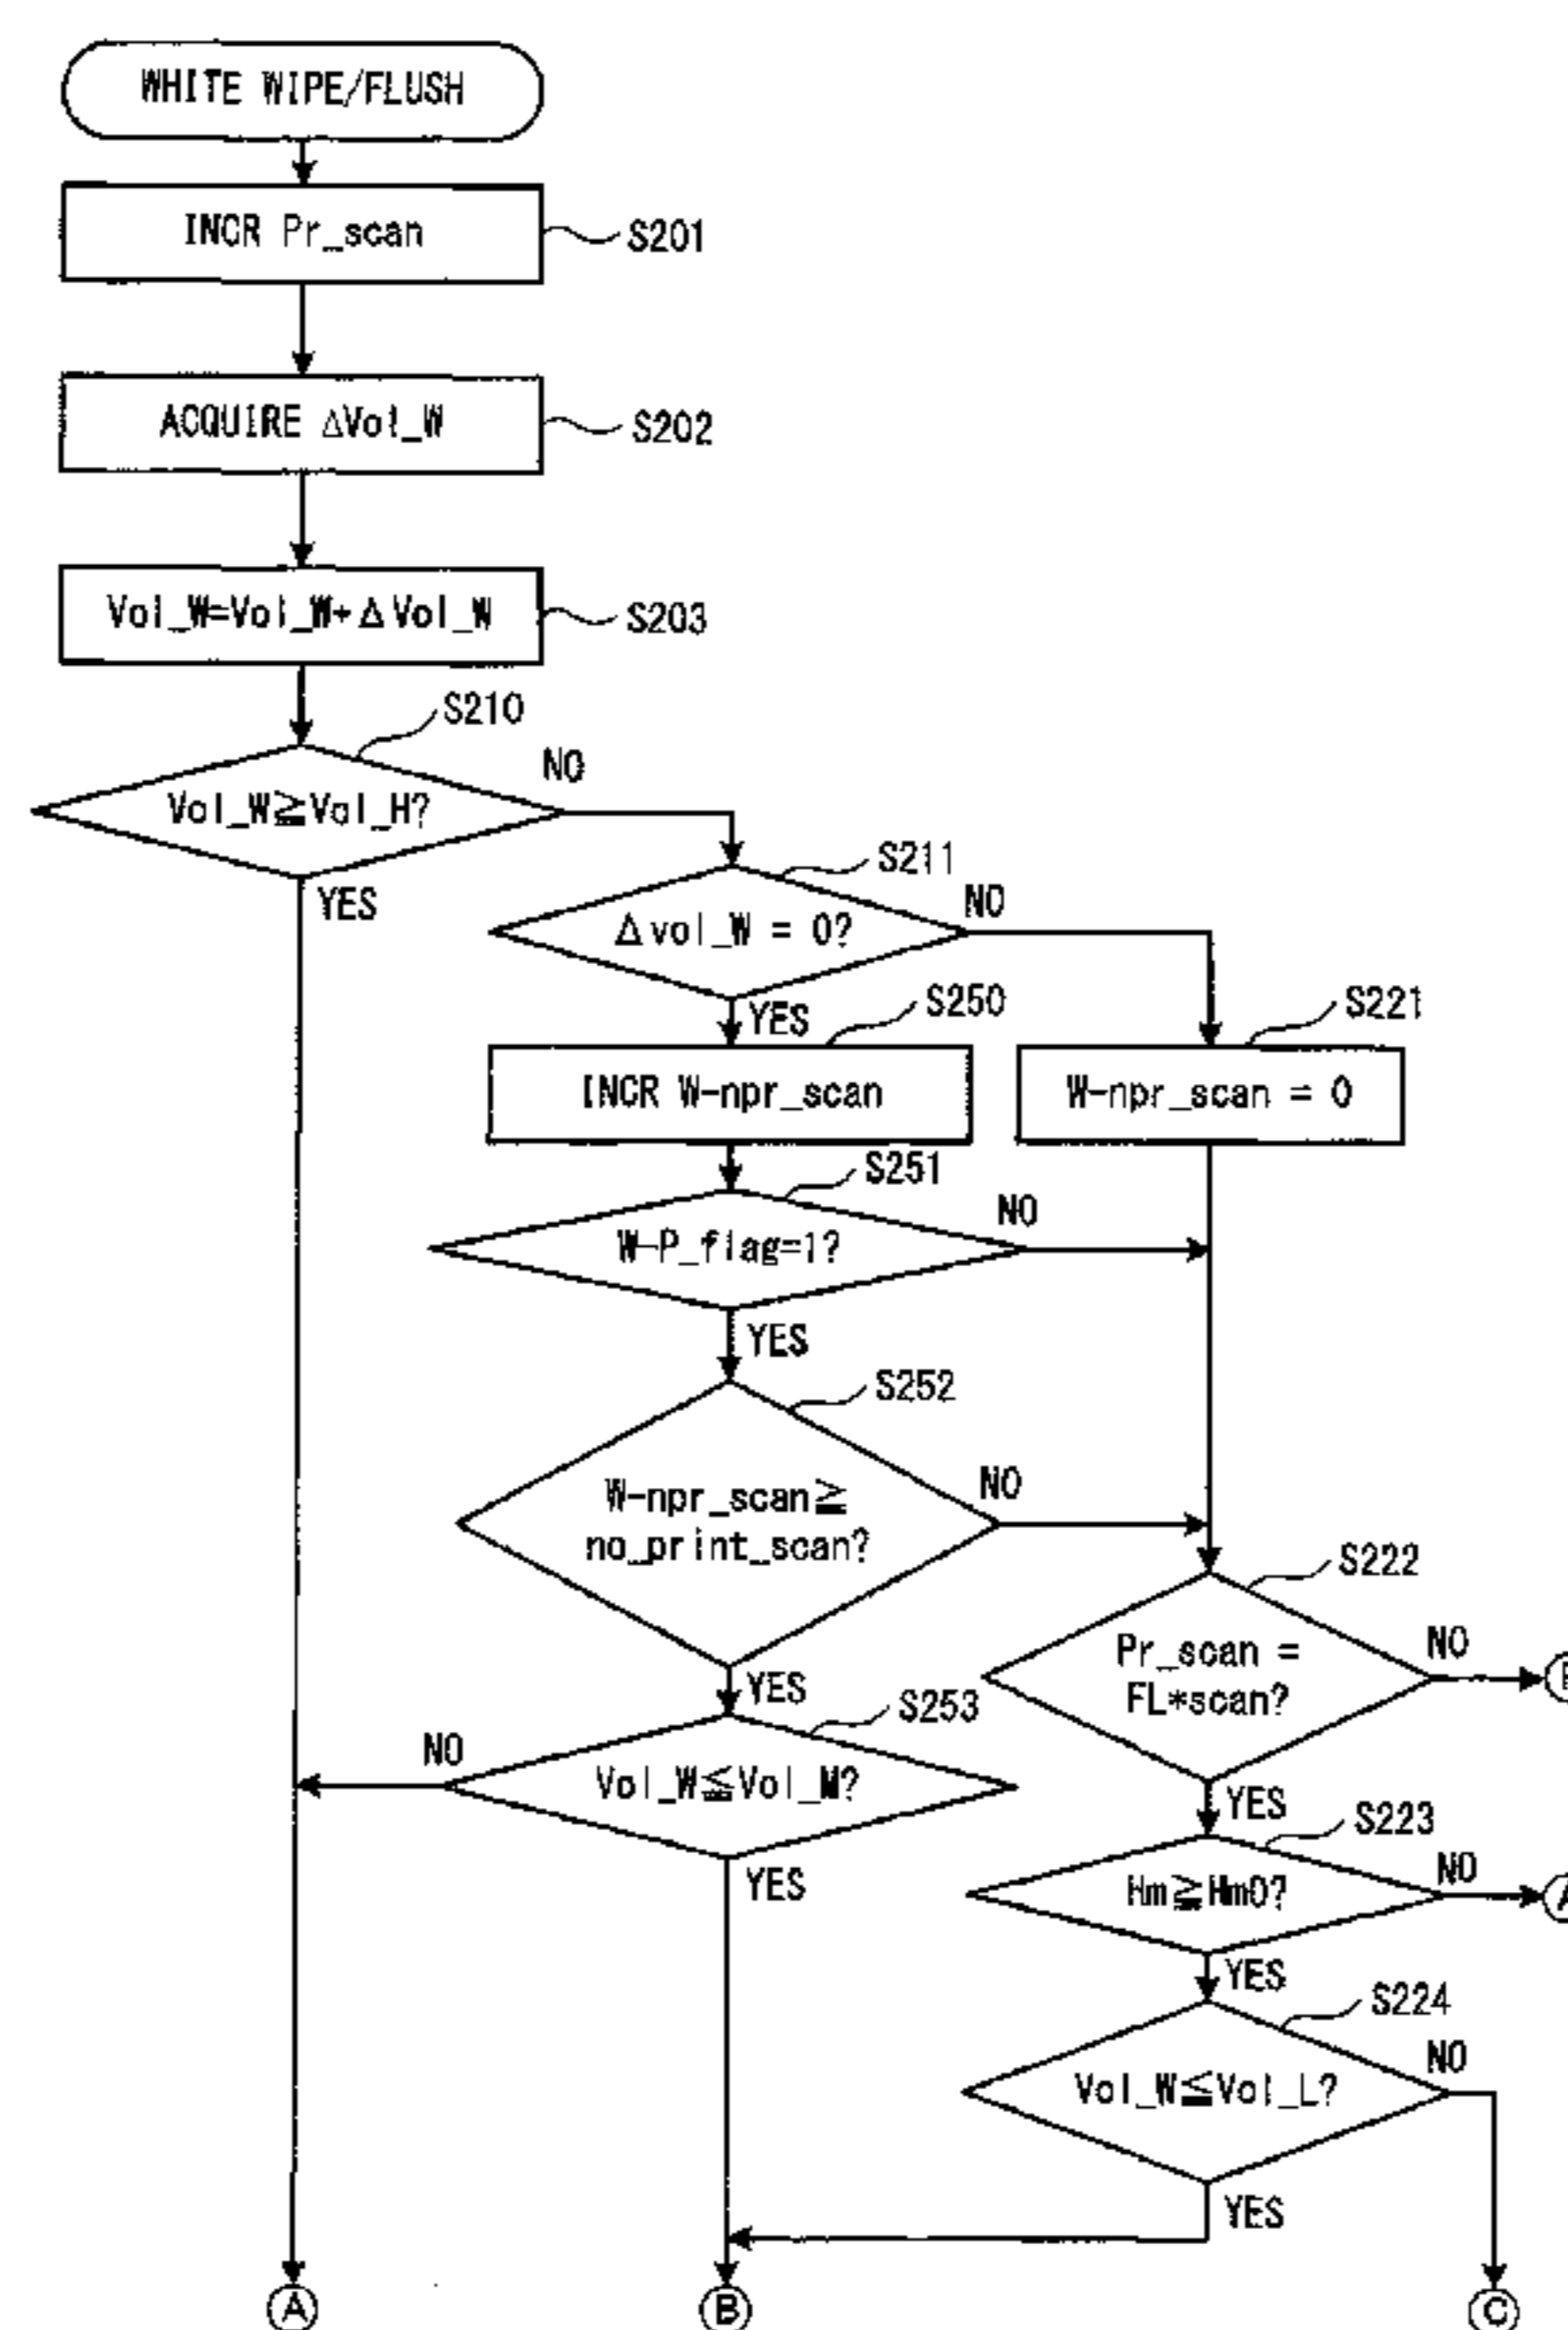 WHITE WIPE/FLUSH
INCR Pr_scan
S201
ACQUIRE ΔVol_W
S202
Vol_W=Vol_W+ΔVol_W
S203
S210
Vol_W≧Vol_H?
NO
YES
S211
Δvol_W = 0?
NO
YES
S250
INCR W-npr_scan
S221
W-npr_scan = 0
S251
W-P_flag=1?
NO
YES
S252
W-npr_scan≧
no_print_scan?
NO
YES
S222
Pr_scan =
FL*scan?
NO
YES
S253
Vol_W≦Vol_M?
NO
YES
S223
Hm≧Hm0?
NO
A
YES
S224
Vol_W≦Vol_L?
NO
YES
A
B
C